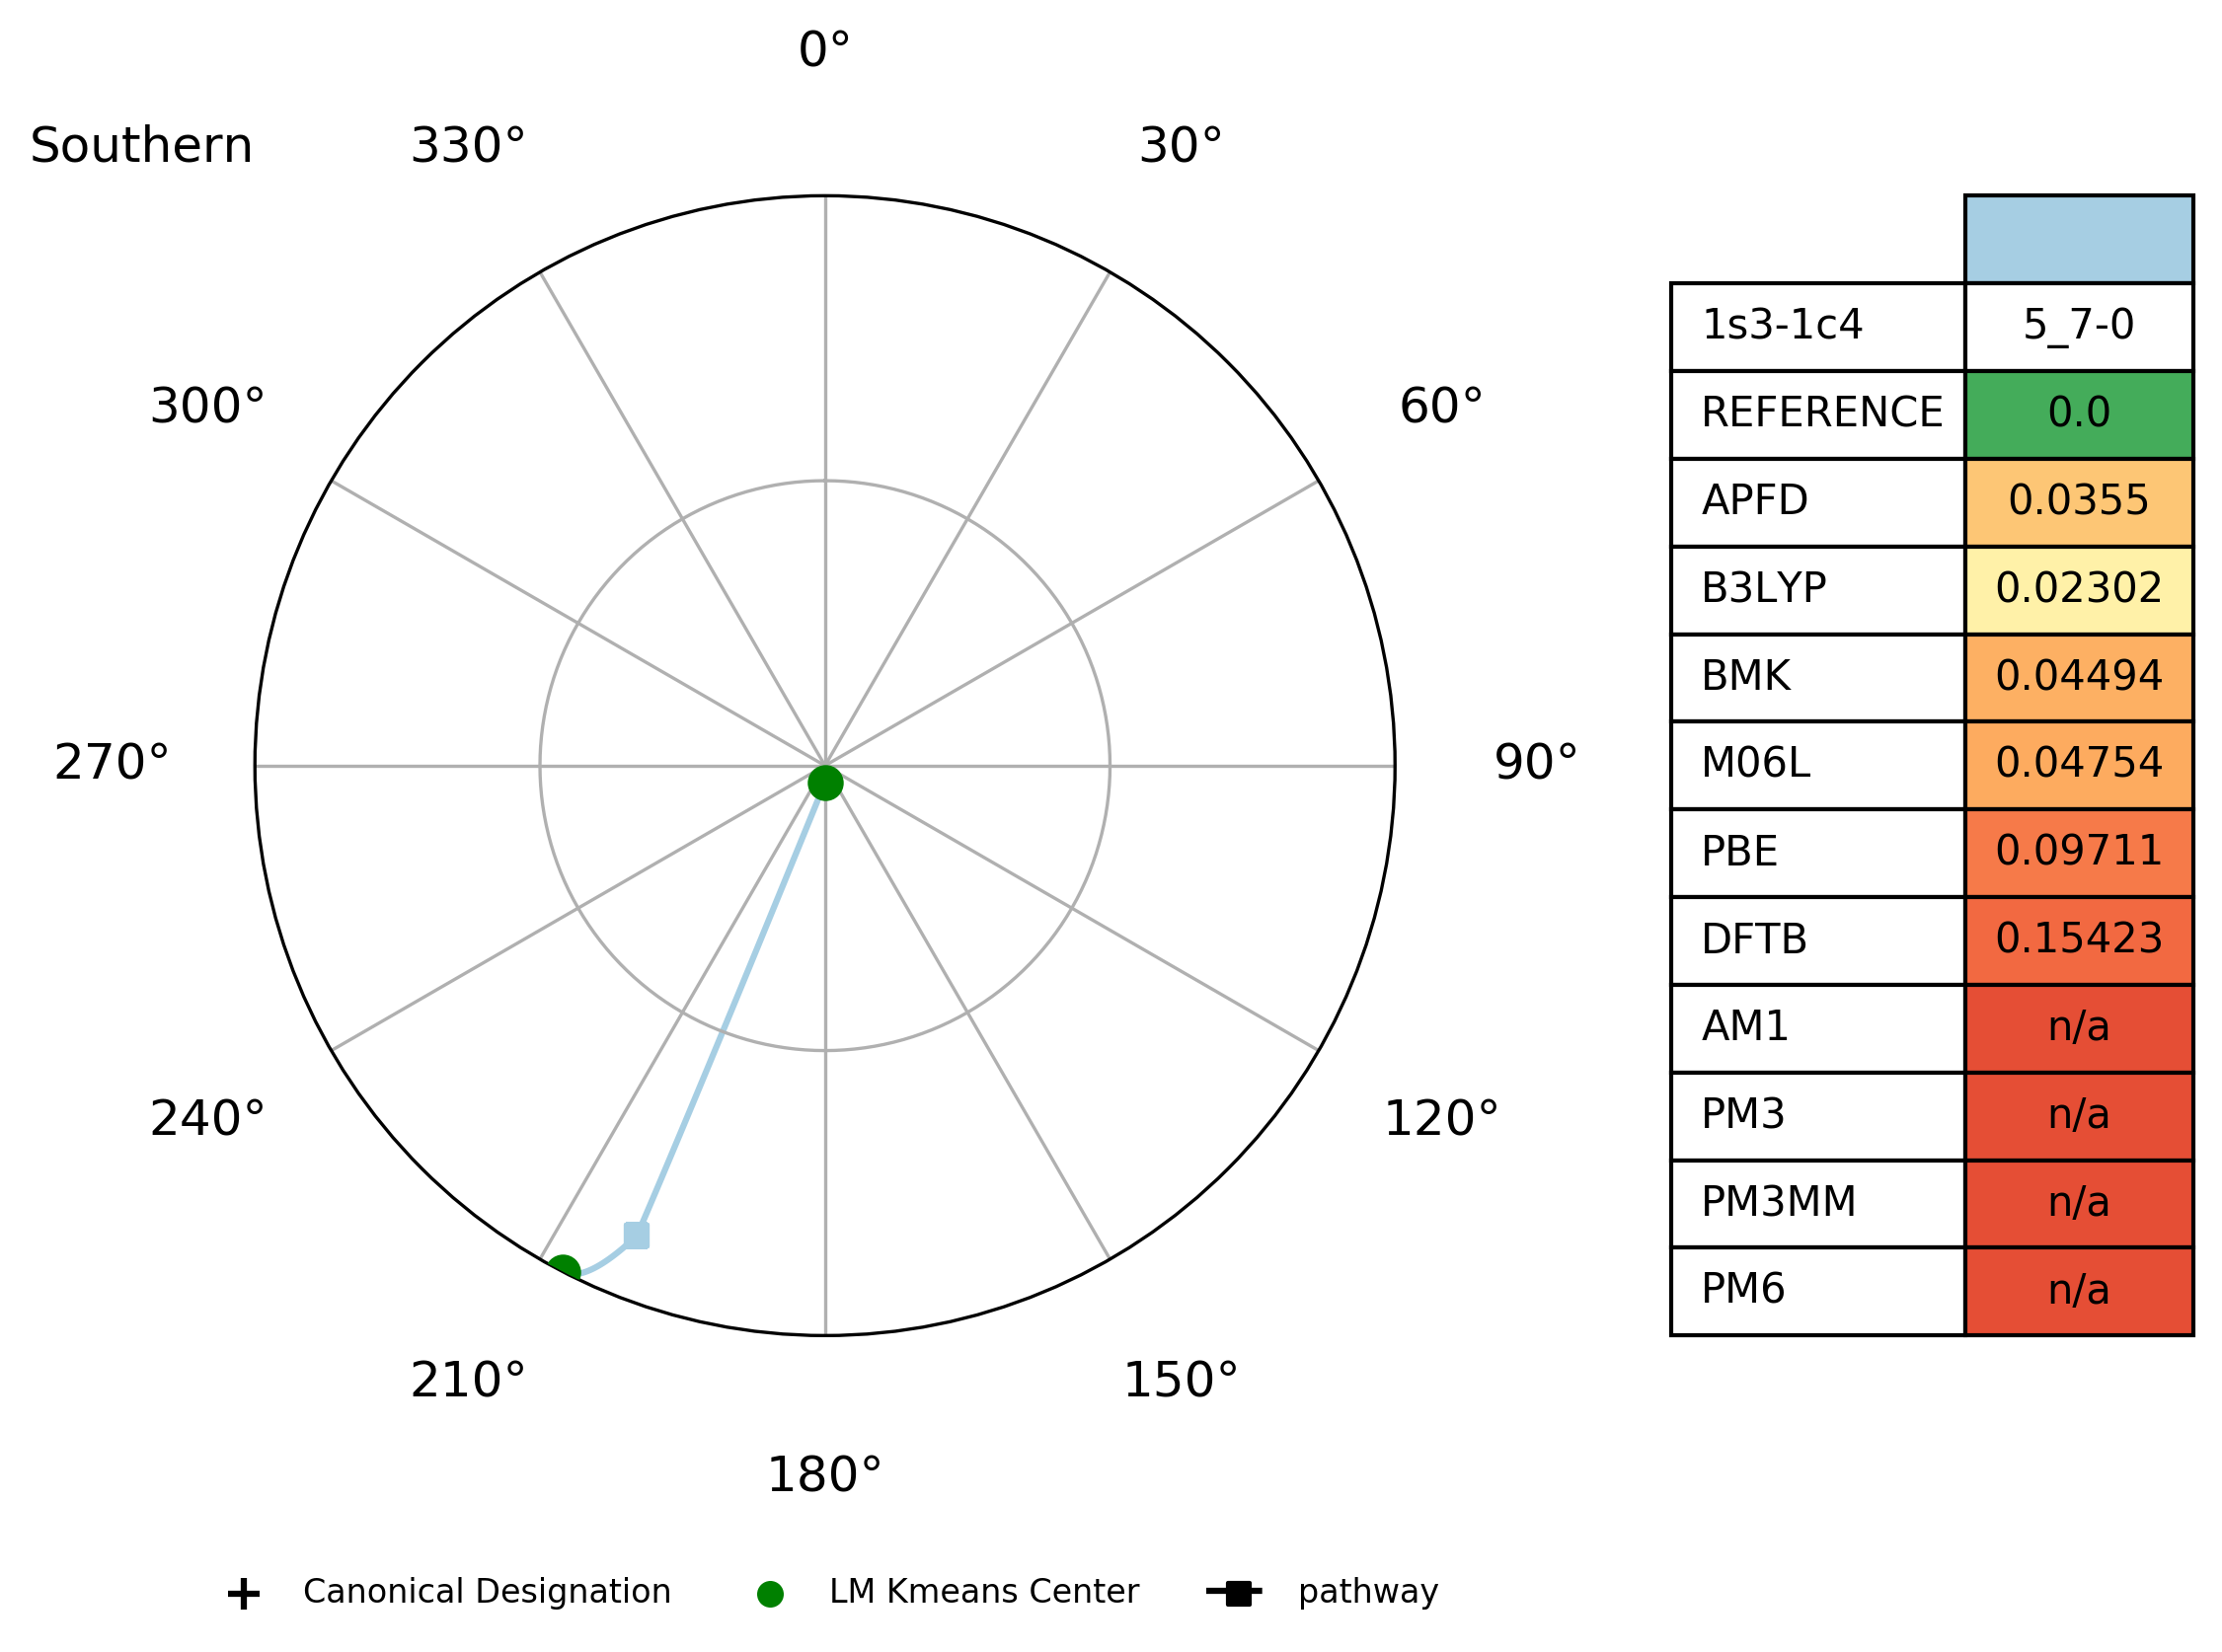 0°
Southern
330°
30°
300°
60°
270°
90°
240°
120°
210°
150°
180°
1s3-1c4 5_7-0
REFERENCE 0.0
APFD 0.0355
B3LYP 0.02302
BMK 0.04494
M06L 0.04754
PBE 0.09711
DFTB 0.15423
AM1 n/a
PM3 n/a
PM3MM n/a
PM6 n/a
Canonical Designation LM Kmeans Center pathway